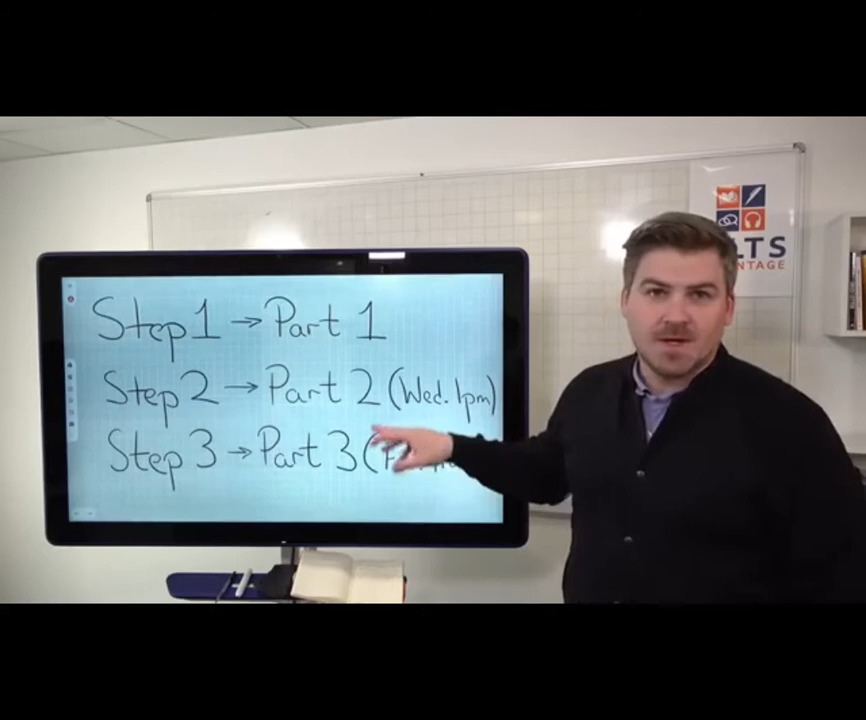 Step 1 → Part 1
Step 2 → Part 2 (Wed. 1pm)
Step 3 → Part 3 (